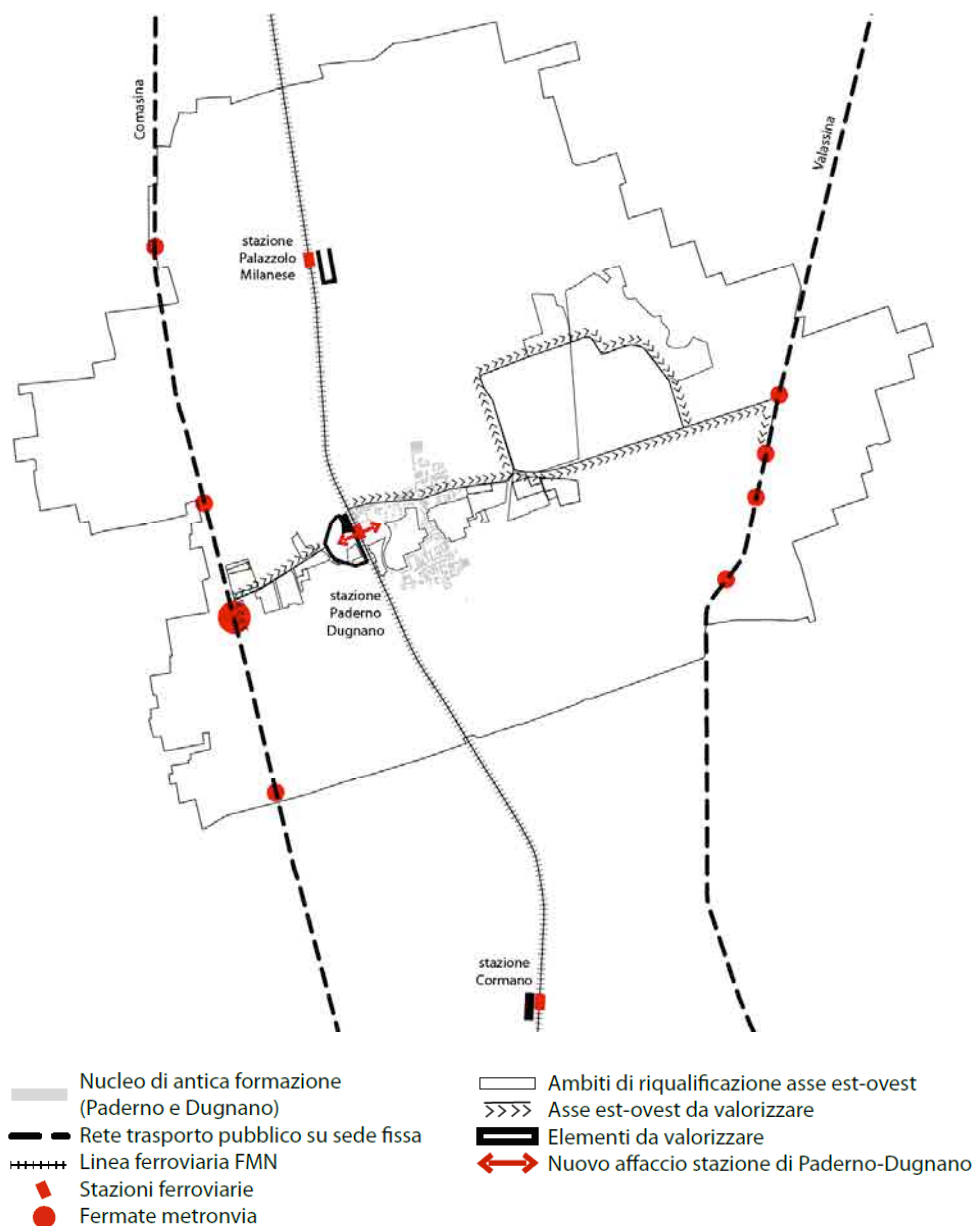 Comasina
Valassina
stazione
Palazzolo
Milanese
stazione
Paderno
Dugnano
stazione
Cormano
Nucleo di antica formazione
(Paderno e Dugnano)
Rete trasporto pubblico su sede fissa
Linea ferroviaria FMN
Stazioni ferroviarie
Fermate metronvia
Ambiti di riqualificazione asse est-ovest
Asse est-ovest da valorizzare
Elementi da valorizzare
Nuovo affaccio stazione di Paderno-Dugnano